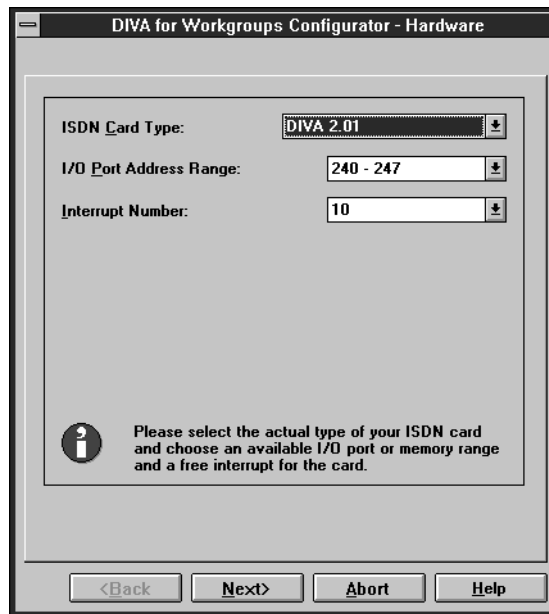 DIVA for Workgroups Configurator - Hardware
ISDN Card Type: DIVA 2.01
I/O Port Address Range: 240 - 247
Interrupt Number: 10
Please select the actual type of your ISDN card
and choose an available I/O port or memory range
and a free interrupt for the card.
<Back Next> Abort Help